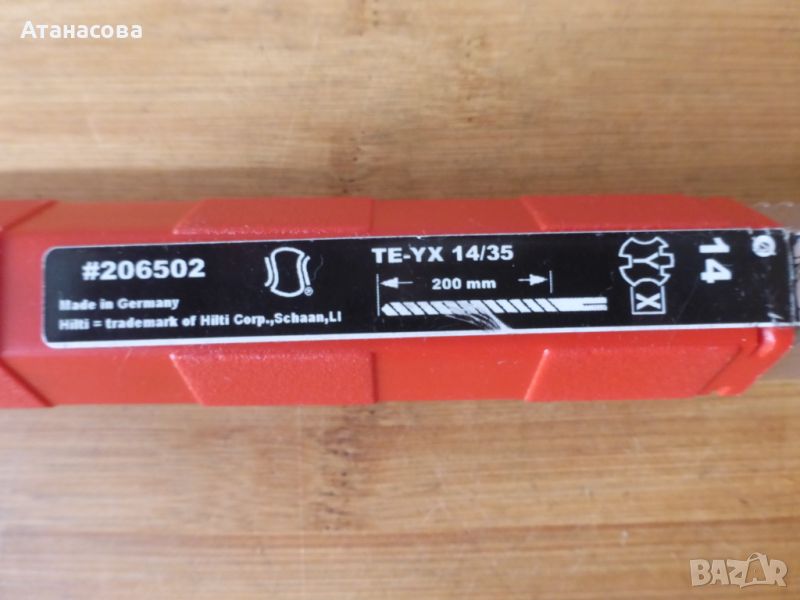 Атанасова
#206502
Made in Germany
Hilti = trademark of Hilti Corp.,Schaan,LI
®
TE-YX 14/35
200 mm
Y
X
14
BAZAR